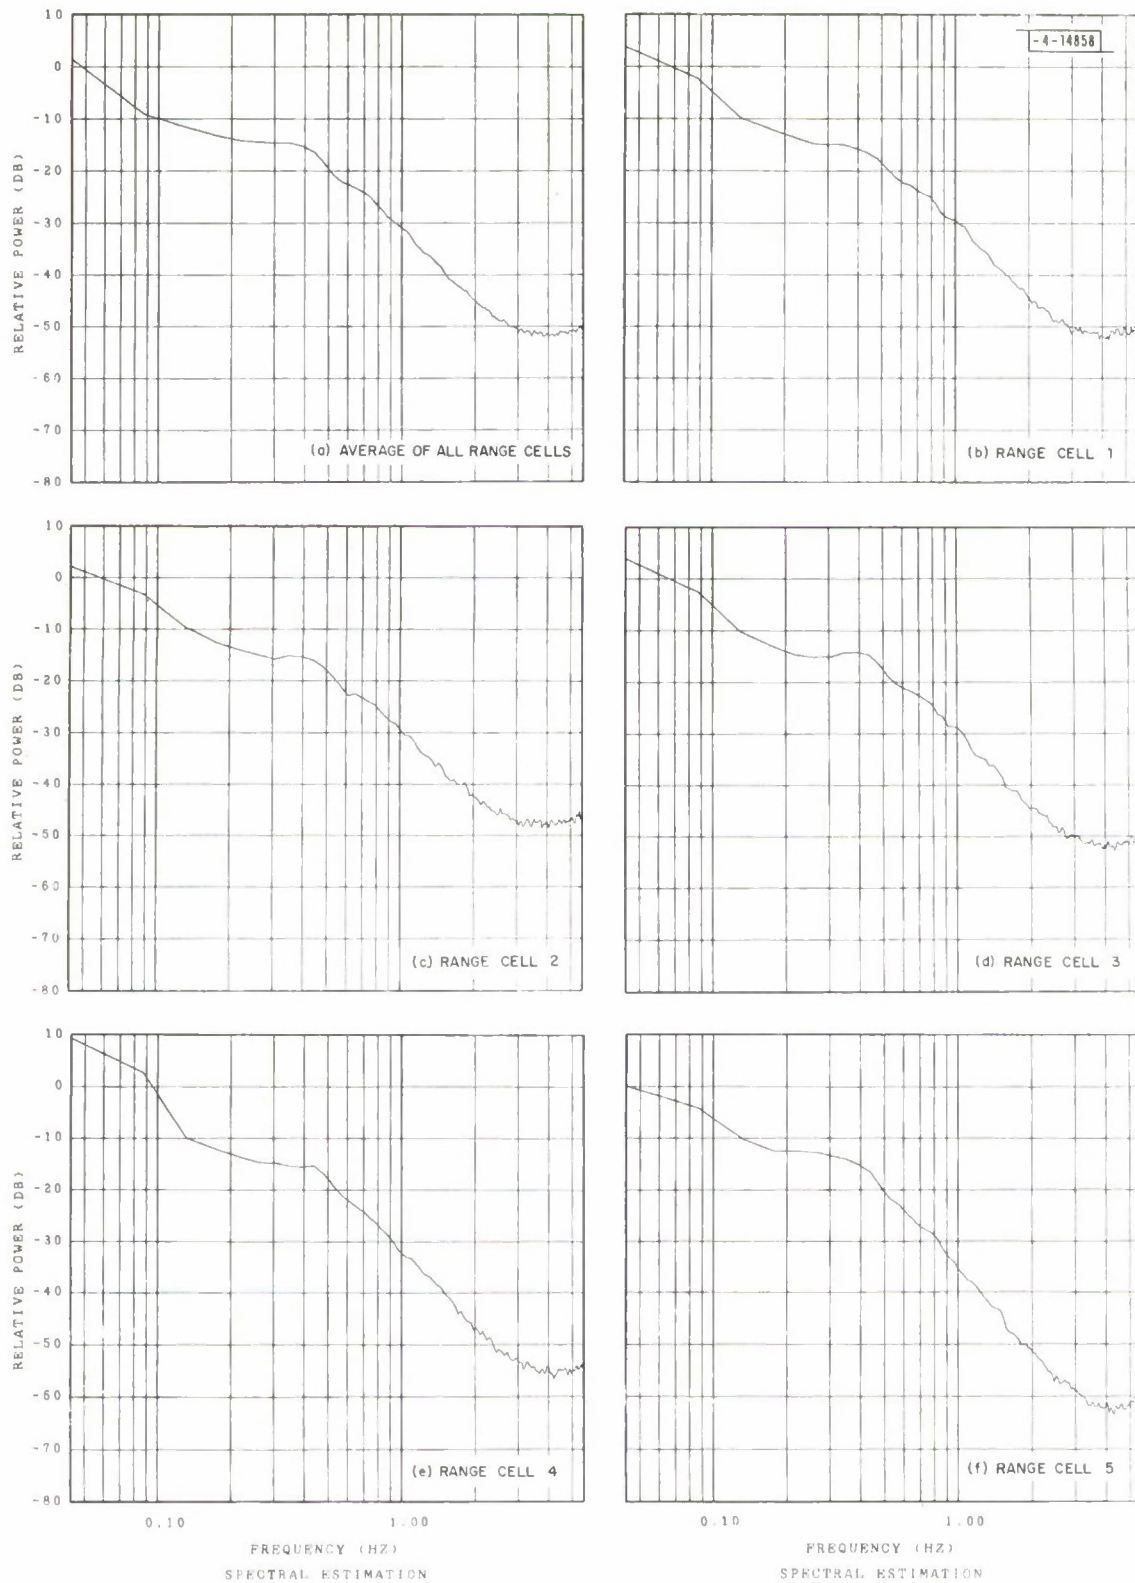 -4-14858
10
0
-10
-20
-30
-40
-50
-60
-70
-80
RELATIVE POWER (DB)
(a) AVERAGE OF ALL RANGE CELLS
(b) RANGE CELL 1
10
0
-10
-20
-30
-40
-50
-60
-70
-80
RELATIVE POWER (DB)
(c) RANGE CELL 2
(d) RANGE CELL 3
10
0
-10
-20
-30
-40
-50
-60
-70
-80
RELATIVE POWER (DB)
(e) RANGE CELL 4
(f) RANGE CELL 5
0.10 1.00
FREQUENCY (HZ)
SPECTRAL ESTIMATION
0.10 1.00
FREQUENCY (HZ)
SPECTRAL ESTIMATION